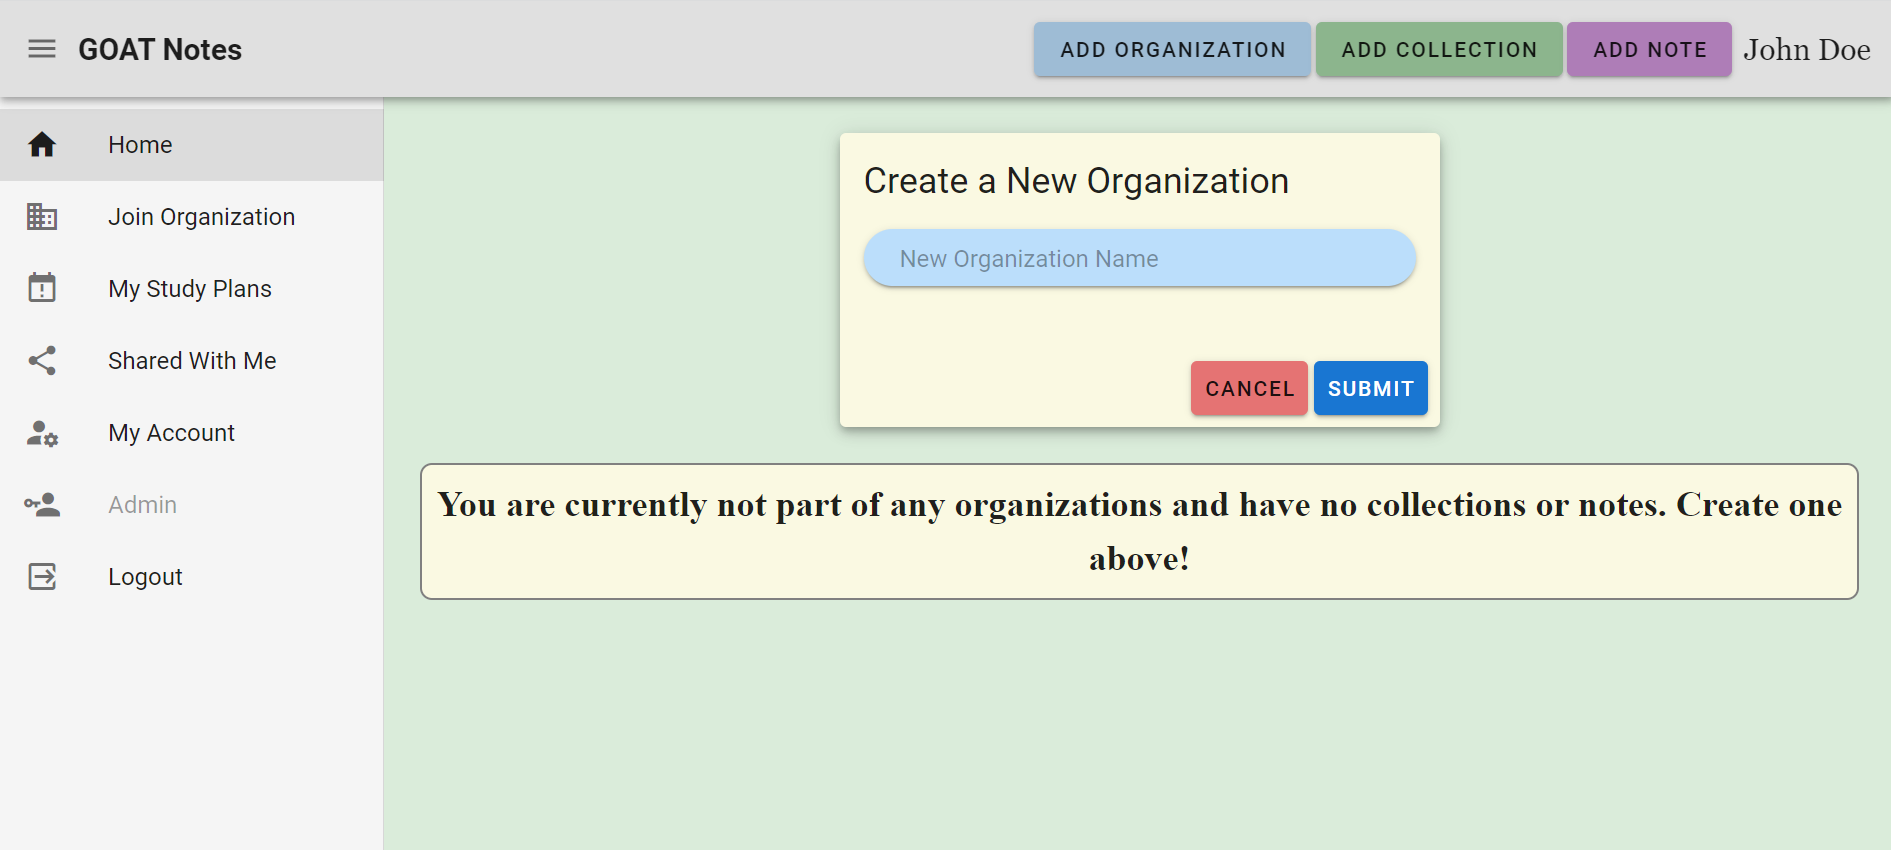 GOAT Notes
ADD ORGANIZATION
ADD COLLECTION
ADD NOTE
John Doe
Home
Join Organization
My Study Plans
Shared With Me
My Account
Admin
Logout
Create a New Organization
New Organization Name
CANCEL
SUBMIT
You are currently not part of any organizations and have no collections or notes. Create one
above!